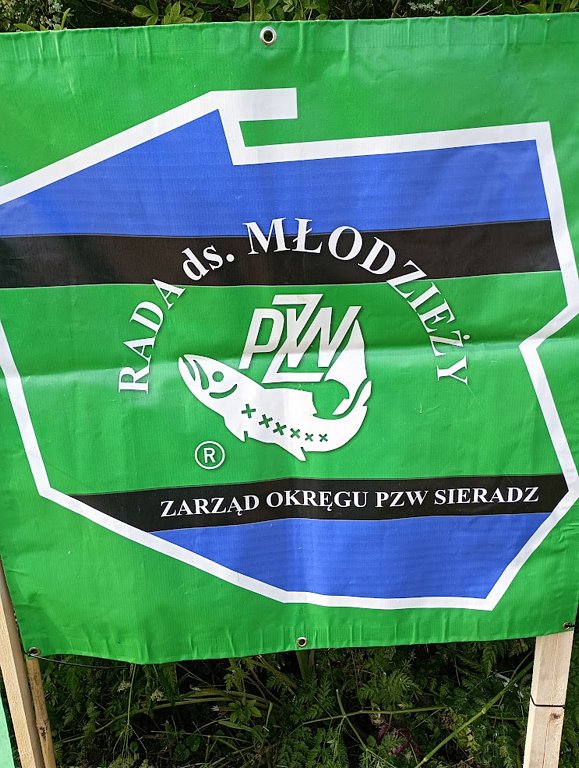 RADA ds. MŁODZIEŻY
PZW
®
ZARZĄD OKRĘGU PZW SIERADZ